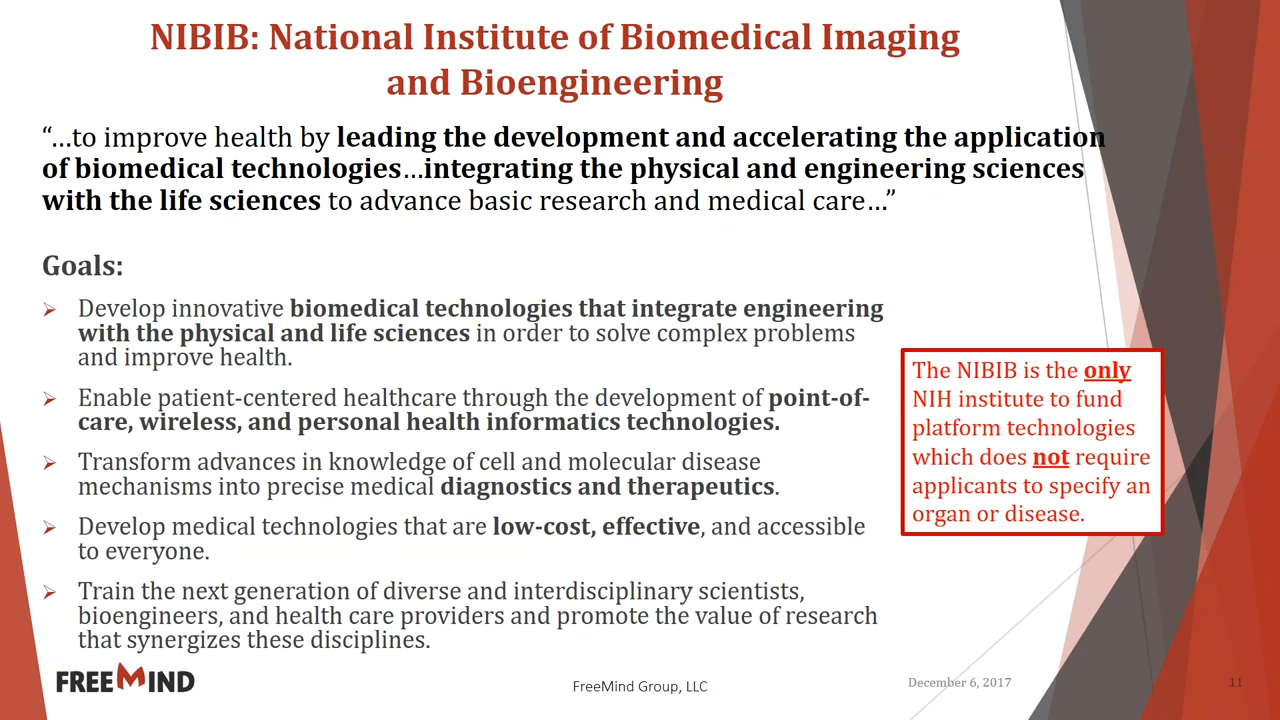 NIBIB: National Institute of Biomedical Imaging
and Bioengineering
“…to improve health by leading the development and accelerating the application
of biomedical technologies…integrating the physical and engineering sciences
with the life sciences to advance basic research and medical care…”
Goals:
Develop innovative biomedical technologies that integrate engineering
with the physical and life sciences in order to solve complex problems
and improve health.
Enable patient-centered healthcare through the development of point-of-
care, wireless, and personal health informatics technologies.
Transform advances in knowledge of cell and molecular disease
mechanisms into precise medical diagnostics and therapeutics.
Develop medical technologies that are low-cost, effective, and accessible
to everyone.
Train the next generation of diverse and interdisciplinary scientists,
bioengineers, and health care providers and promote the value of research
that synergizes these disciplines.
The NIBIB is the only
NIH institute to fund
platform technologies
which does not require
applicants to specify an
organ or disease.
FREEMIND
FreeMind Group, LLC
December 6, 2017
11